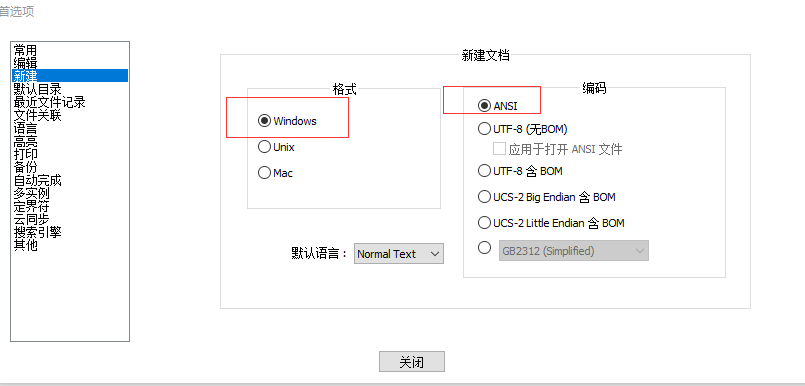 首选项
常用
编辑
新建
默认目录
最近文件记录
文件关联
语言
高亮
打印
备份
自动完成
多实例
定界符
云同步
搜索引擎
其他
新建文档
格式
Windows
Unix
Mac
默认语言：
Normal Text
编码
ANSI
UTF-8 (无BOM)
应用于打开 ANSI 文件
UTF-8 含 BOM
UCS-2 Big Endian 含 BOM
UCS-2 Little Endian 含 BOM
GB2312 (Simplified)
关闭